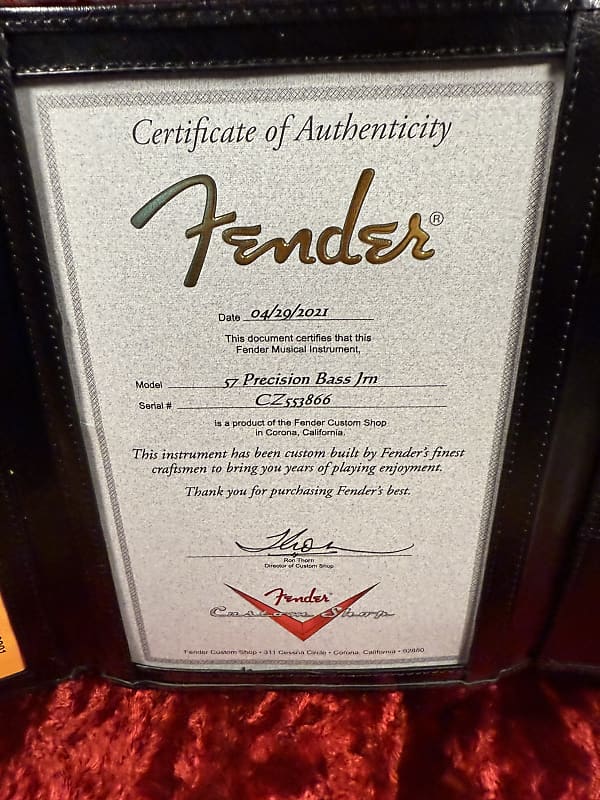 Certificate of Authenticity
Fender®
Date 04/29/2021
This document certifies that this
Fender Musical Instrument,
Model 57 Precision Bass Jrn
Serial # CZ553866
is a product of the Fender Custom Shop
in Corona, California.
This instrument has been custom built by Fender's finest
craftsmen to bring you years of playing enjoyment.
Thank you for purchasing Fender's best.
Ron Thorn
Director of Custom Shop
Fender
Custom Shop
Fender Custom Shop • 311 Cessna Circle • Corona, California • 92880